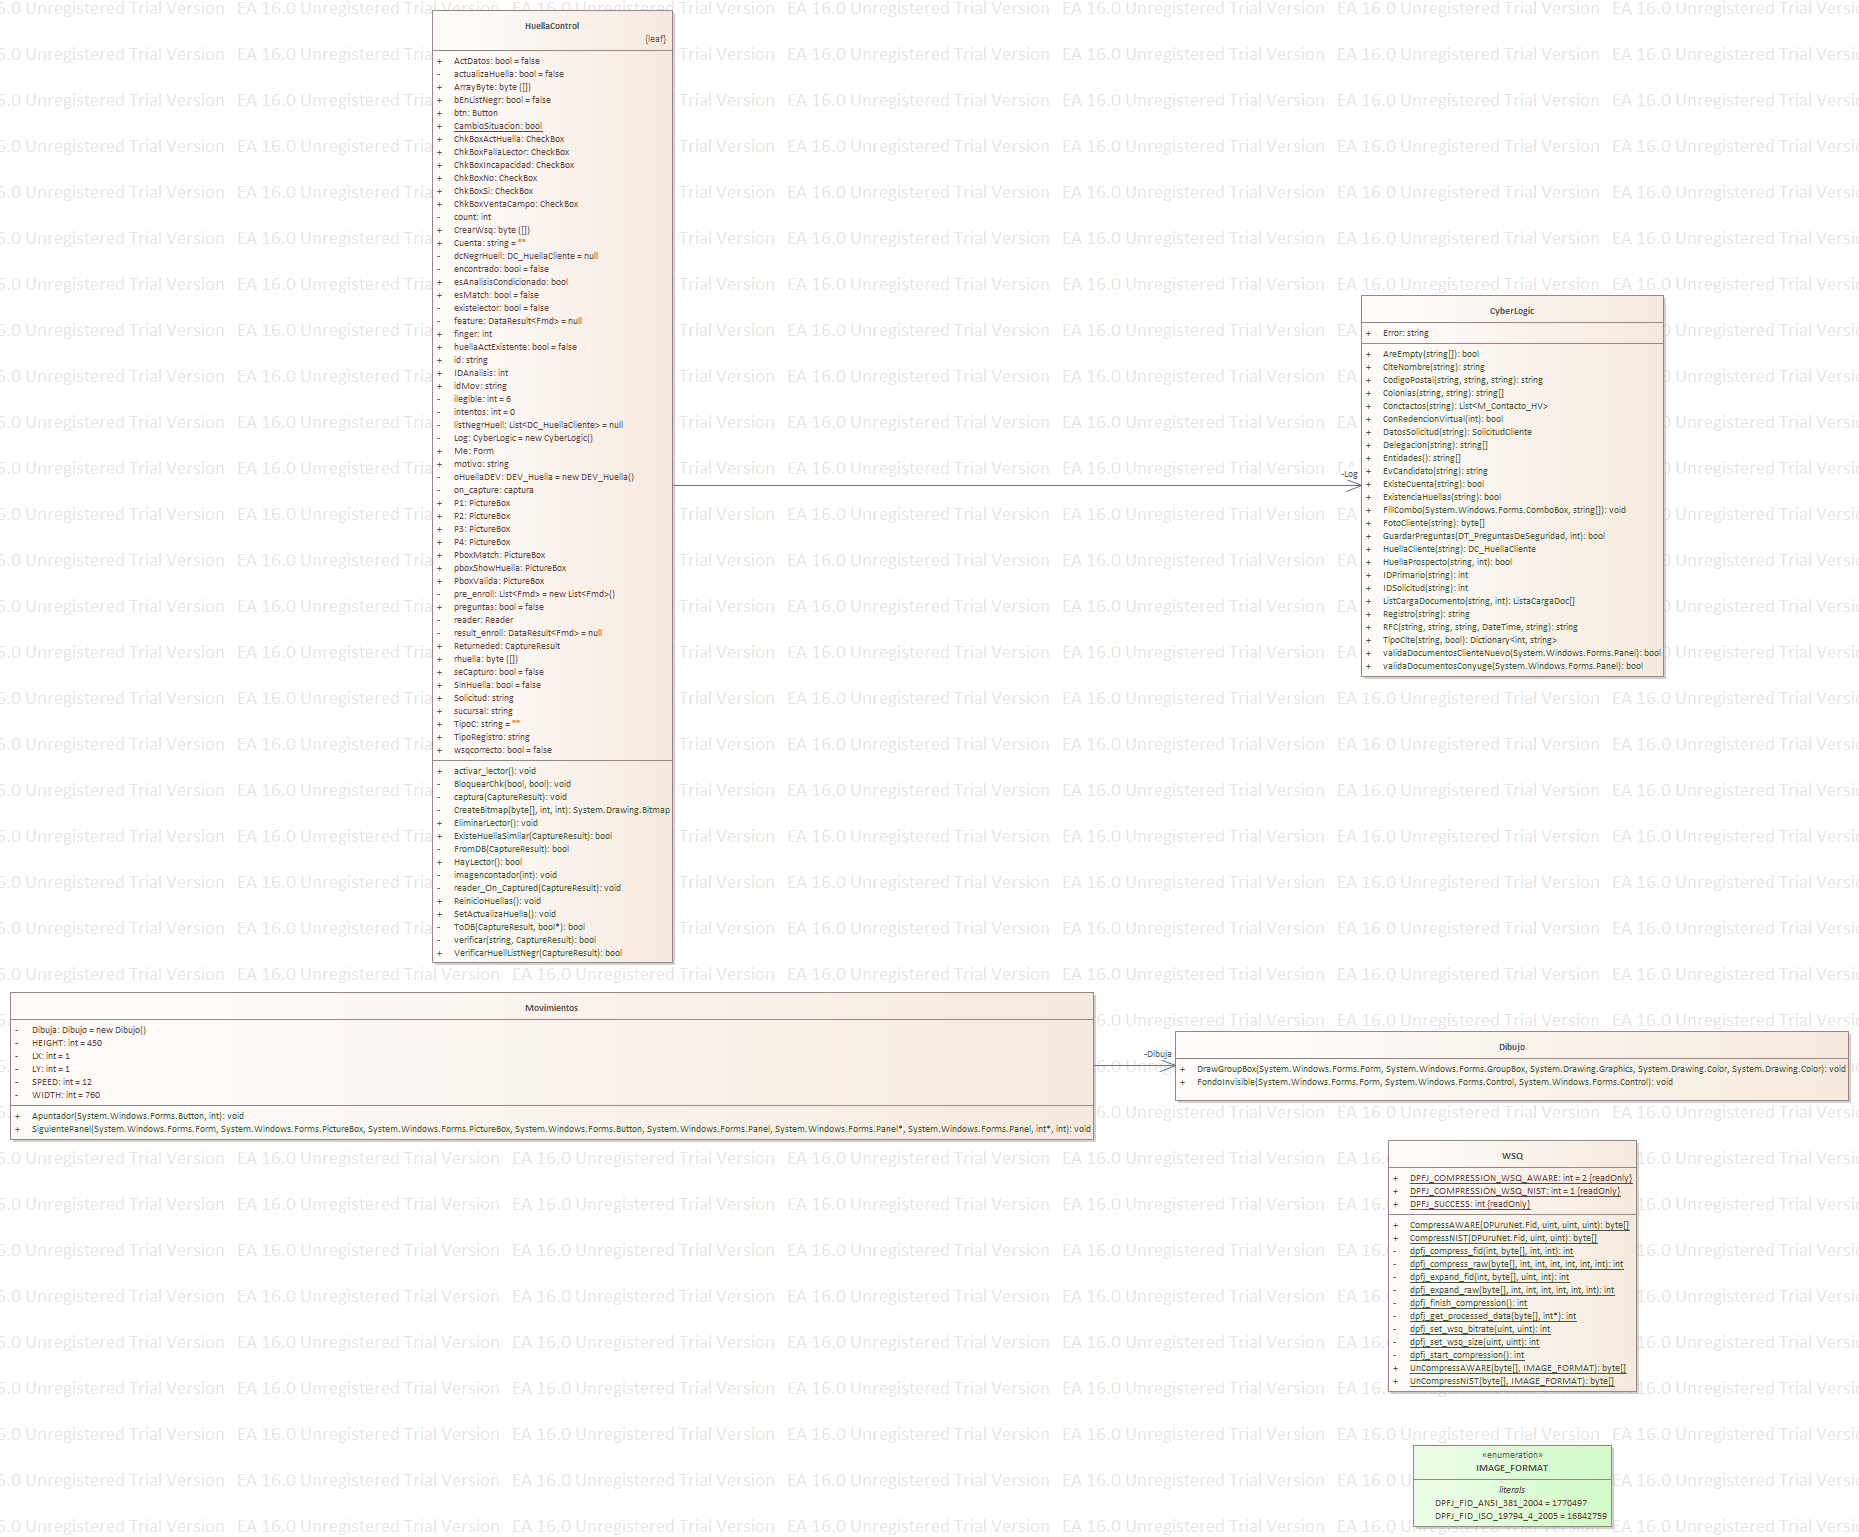 HuellaControl
{leaf}
+ ActDatos: bool = false
- actualizaHuella: bool = false
+ ArrayByte: byte ([])
+ bEnListNegr: bool = false
+ btn: Button
+ CambioSituacion: bool
+ ChkBoxActHuella: CheckBox
+ ChkBoxFallaLector: CheckBox
+ ChkBoxIncapacidad: CheckBox
+ ChkBoxNo: CheckBox
+ ChkBoxSi: CheckBox
+ ChkBoxVentaCampo: CheckBox
- count: int
+ CrearWsq: byte ([])
+ Cuenta: string = ""
- dcNegrHuell: DC_HuellaCliente = null
- encontrado: bool = false
+ esAnalisisCondicionado: bool
+ esMatch: bool = false
- existelector: bool = false
- feature: DataResult<Fmd> = null
+ finger: int
+ huellaActExistente: bool = false
+ id: string
+ IDAnalisis: int
+ idMov: string
- ilegible: int = 6
- intentos: int = 0
- listNegrHuell: List<DC_HuellaCliente> = null
- Log: CyberLogic = new CyberLogic()
+ Me: Form
+ motivo: string
- oHuellaDEV: DEV_Huella = new DEV_Huella()
- on_capture: captura
+ P1: PictureBox
+ P2: PictureBox
+ P3: PictureBox
+ P4: PictureBox
+ PboxMatch: PictureBox
+ pboxShowHuella: PictureBox
+ PboxValida: PictureBox
- pre_enroll: List<Fmd> = new List<Fmd>()
+ preguntas: bool = false
- reader: Reader
- result_enroll: DataResult<Fmd> = null
+ Returneded: CaptureResult
+ rhuella: byte ([])
+ seCapturo: bool = false
+ SinHuella: bool = false
+ Solicitud: string
+ sucursal: string
+ TipoC: string = ""
+ TipoRegistro: string
+ wsqcorrecto: bool = false
+ activar_lector(): void
- BloquearChk(bool, bool): void
- captura(CaptureResult): void
- CreateBitmap(byte[], int, int): System.Drawing.Bitmap
+ EliminarLector(): void
+ ExisteHuellaSimilar(CaptureResult): bool
- FromDB(CaptureResult): bool
+ HayLector(): bool
- imagencontador(int): void
- reader_On_Captured(CaptureResult): void
+ ReinicioHuellas(): void
+ SetActualizaHuella(): void
- ToDB(CaptureResult, bool*): bool
- verificar(string, CaptureResult): bool
+ VerificarHuellListNegr(CaptureResult): bool
-Log
CyberLogic
+ Error: string
+ AreEmpty(string[]): bool
+ CteNombre(string): string
+ CodigoPostal(string, string, string): string
+ Colonias(string, string): string[]
+ Conctactos(string): List<M_Contacto_HV>
+ ConRedencionVirtual(int): bool
+ DatosSolicitud(string): SolicitudCliente
+ Delegacion(string): string[]
+ Entidades(): string[]
+ EvCandidato(string): string
+ ExisteCuenta(string): bool
+ ExistenciaHuellas(string): bool
+ FillCombo(System.Windows.Forms.ComboBox, string[]): void
+ FotoCliente(string): byte[]
+ GuardarPreguntas(DT_PreguntasDeSeguridad, int): bool
+ HuellaCliente(string): DC_HuellaCliente
+ HuellaProspecto(string, int): bool
+ IDPrimario(string): int
+ IDSolicitud(string): int
+ ListCargaDocumento(string, int): ListaCargaDoc[]
+ Registro(string): string
+ RFC(string, string, string, DateTime, string): string
+ TipoCte(string, bool): Dictionary<int, string>
+ validaDocumentosClienteNuevo(System.Windows.Forms.Panel): bool
+ validaDocumentosConyuge(System.Windows.Forms.Panel): bool
Movimientos
- Dibuja: Dibujo = new Dibujo()
- HEIGHT: int = 450
- LX: int = 1
- LY: int = 1
- SPEED: int = 12
- WIDTH: int = 760
+ Apuntador(System.Windows.Forms.Button, int): void
+ SiguientePanel(System.Windows.Forms.Form, System.Windows.Forms.PictureBox, System.Windows.Forms.PictureBox, System.Windows.Forms.Button, System.Windows.Forms.Panel, System.Windows.Forms.Panel*, System.Windows.Forms.Panel, int*, int): void
-Dibuja
Dibujo
+ DrawGroupBox(System.Windows.Forms.Form, System.Windows.Forms.GroupBox, System.Drawing.Graphics, System.Drawing.Color, System.Drawing.Color): void
+ FondoInvisible(System.Windows.Forms.Form, System.Windows.Forms.Control, System.Windows.Forms.Control): void
WSQ
+ DPFJ_COMPRESSION_WSQ_AWARE: int = 2 {readOnly}
+ DPFJ_COMPRESSION_WSQ_NIST: int = 1 {readOnly}
+ DPFJ_SUCCESS: int {readOnly}
+ CompressAWARE(DPUruNet.Fid, uint, uint, uint): byte[]
+ CompressNIST(DPUruNet.Fid, uint, uint): byte[]
- dpfj_compress_fid(int, byte[], int, int): int
- dpfj_compress_raw(byte[], int, int, int, int, int, int): int
- dpfj_expand_fid(int, byte[], uint, int): int
- dpfj_expand_raw(byte[], int, int, int, int, int, int): int
- dpfj_finish_compression(): int
- dpfj_get_processed_data(byte[], int*): int
- dpfj_set_wsq_bitrate(uint, uint): int
- dpfj_set_wsq_size(uint, uint): int
- dpfj_start_compression(): int
+ UnCompressAWARE(byte[], IMAGE_FORMAT): byte[]
+ UnCompressNIST(byte[], IMAGE_FORMAT): byte[]
«enumeration»
IMAGE_FORMAT
literals
DPFJ_FID_ANSI_381_2004 = 1770497
DPFJ_FID_ISO_19794_4_2005 = 16842759
EA 16.0 Unregistered Trial Version